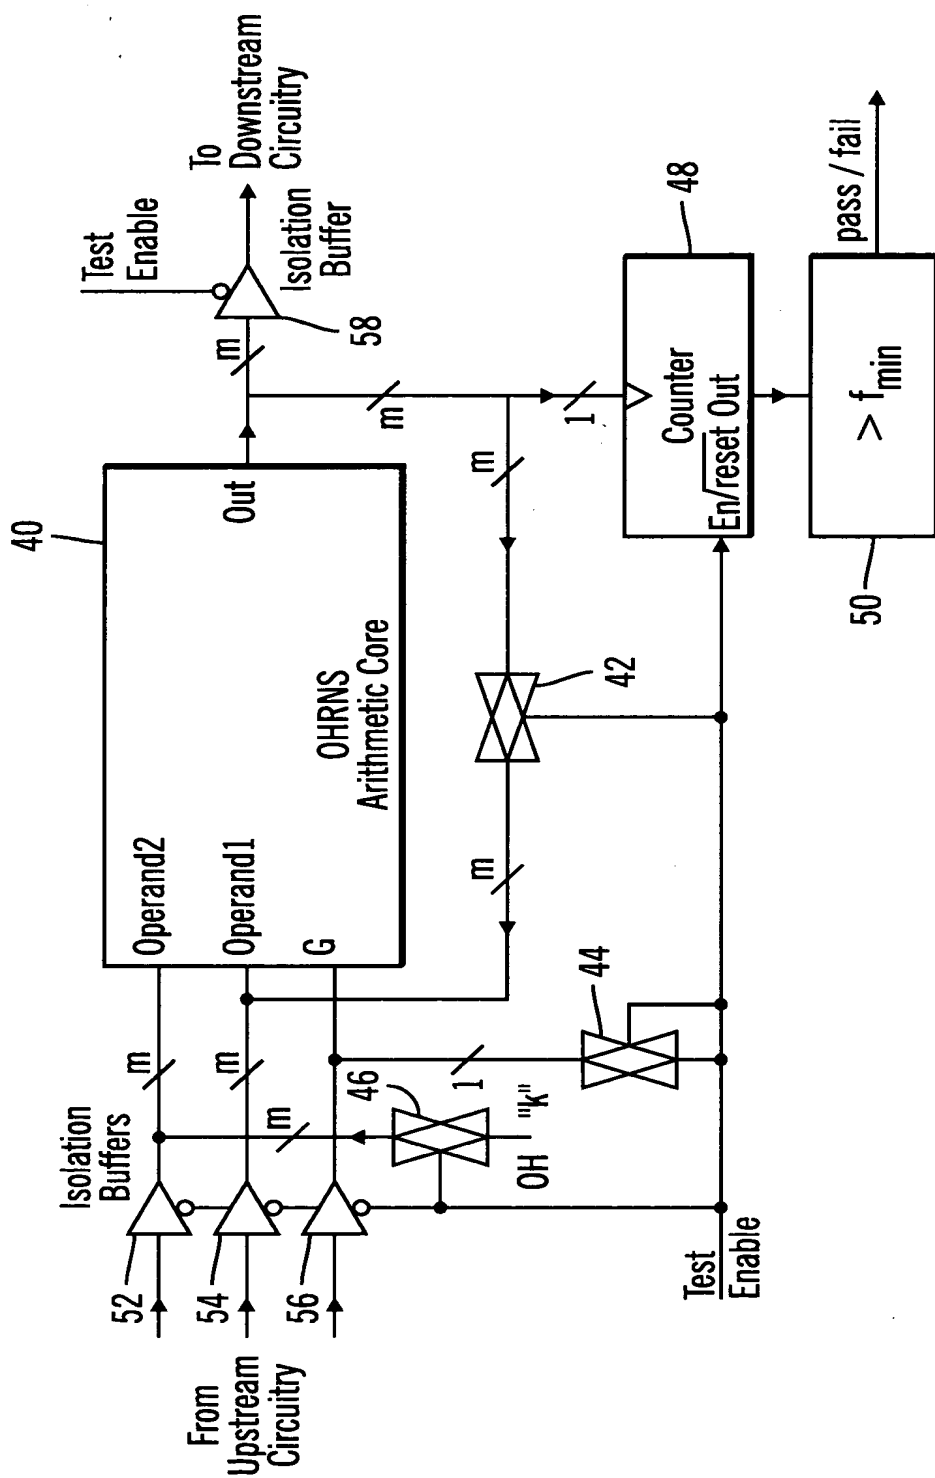 From
Upstream
Circuitry
52
54
56
Isolation
Buffers
m
m
m
46
OH "k"
1
44
Test
Enable
Operand2
Operand1
G
OHRNS
Arithmetic Core
Out
40
m
42
m
m
m
Test
Enable
58
Isolation
Buffer
To
Downstream
Circuitry
1
Counter
En/reset Out
48
> fmin
50
pass / fail